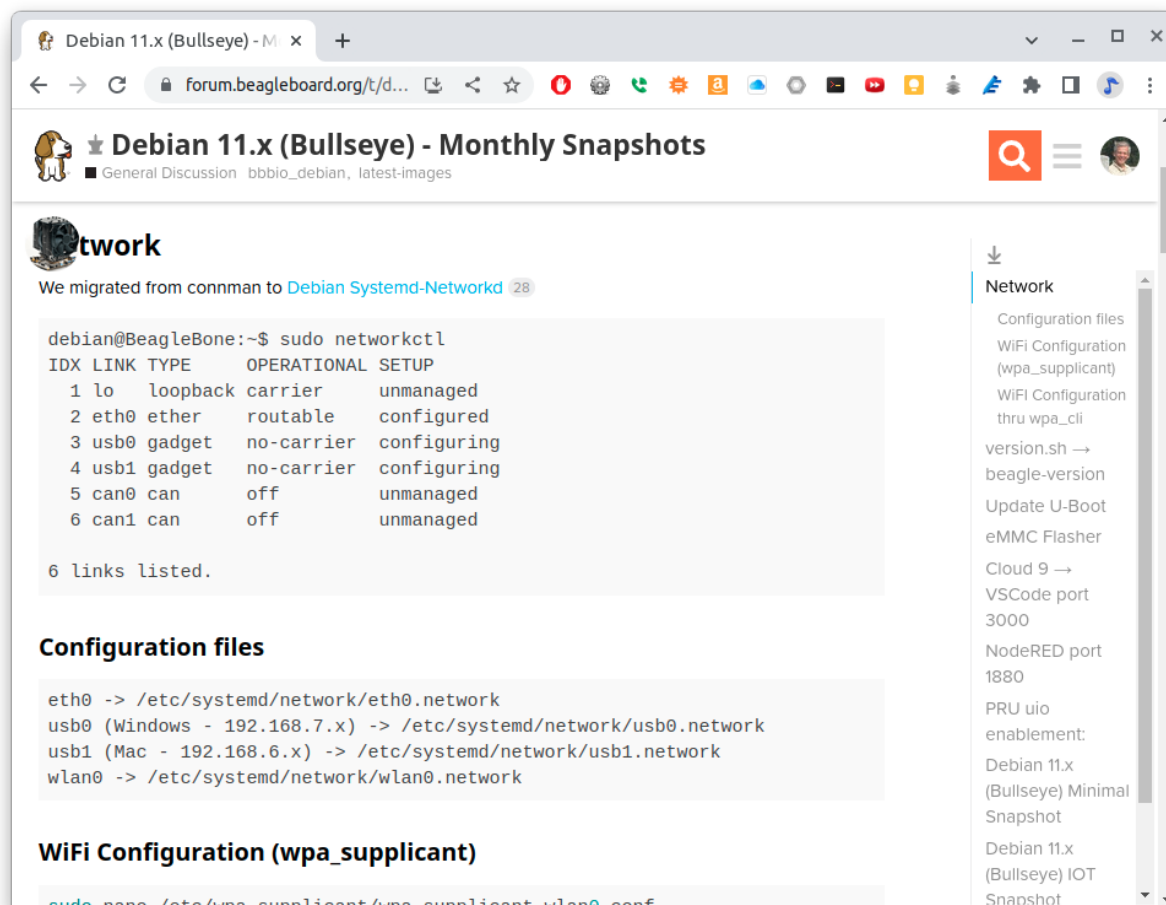 Debian 11.x (Bullseye) - M
forum.beagleboard.org/t/d...
Debian 11.x (Bullseye) - Monthly Snapshots
General Discussion bbbio_debian, latest-images
twork
We migrated from connman to Debian Systemd-Networkd 28
debian@BeagleBone:~$ sudo networkctl
IDX LINK TYPE     OPERATIONAL SETUP
  1 lo   loopback carrier     unmanaged
  2 eth0 ether    routable    configured
  3 usb0 gadget   no-carrier  configuring
  4 usb1 gadget   no-carrier  configuring
  5 can0 can      off         unmanaged
  6 can1 can      off         unmanaged
6 links listed.
Configuration files
eth0 -> /etc/systemd/network/eth0.network
usb0 (Windows - 192.168.7.x) -> /etc/systemd/network/usb0.network
usb1 (Mac - 192.168.6.x) -> /etc/systemd/network/usb1.network
wlan0 -> /etc/systemd/network/wlan0.network
WiFi Configuration (wpa_supplicant)
sudo nano /etc/wpa_supplicant/wpa_supplicant-wlan0.conf
Network
Configuration files
WiFi Configuration
(wpa_supplicant)
WiFI Configuration
thru wpa_cli
version.sh →
beagle-version
Update U-Boot
eMMC Flasher
Cloud 9 →
VSCode port
3000
NodeRED port
1880
PRU uio
enablement:
Debian 11.x
(Bullseye) Minimal
Snapshot
Debian 11.x
(Bullseye) IOT
Snapshot